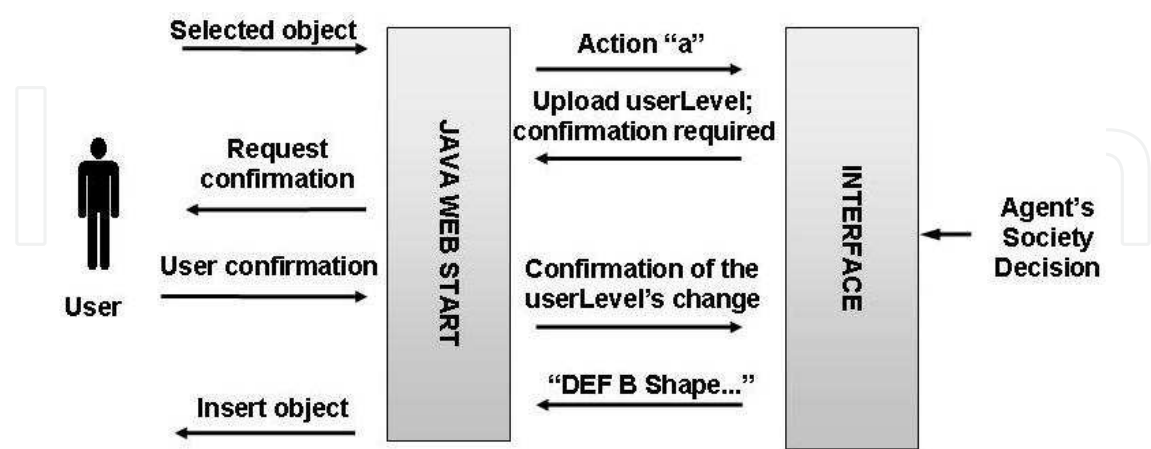 Selected object
Action “a”
Upload userLevel;
confirmation required
Request
confirmation
User confirmation
User
JAVA WEB START
Confirmation of the
userLevel’s change
INTERFACE
Agent’s
Society
Decision
“DEF B Shape...”
Insert object